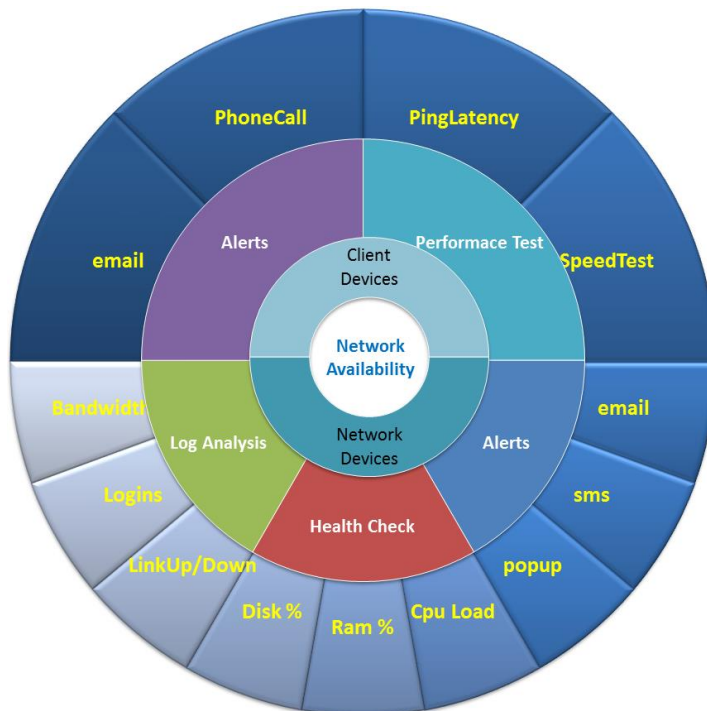 PhoneCall
PingLatency
Alerts
Performace Test
Client
Devices
email
SpeedTest
Network
Availability
Bandwidth
email
Log Analysis
Network
Devices
Alerts
Logins
sms
Health Check
LinkUp/Down
popup
Disk %
Ram %
Cpu Load